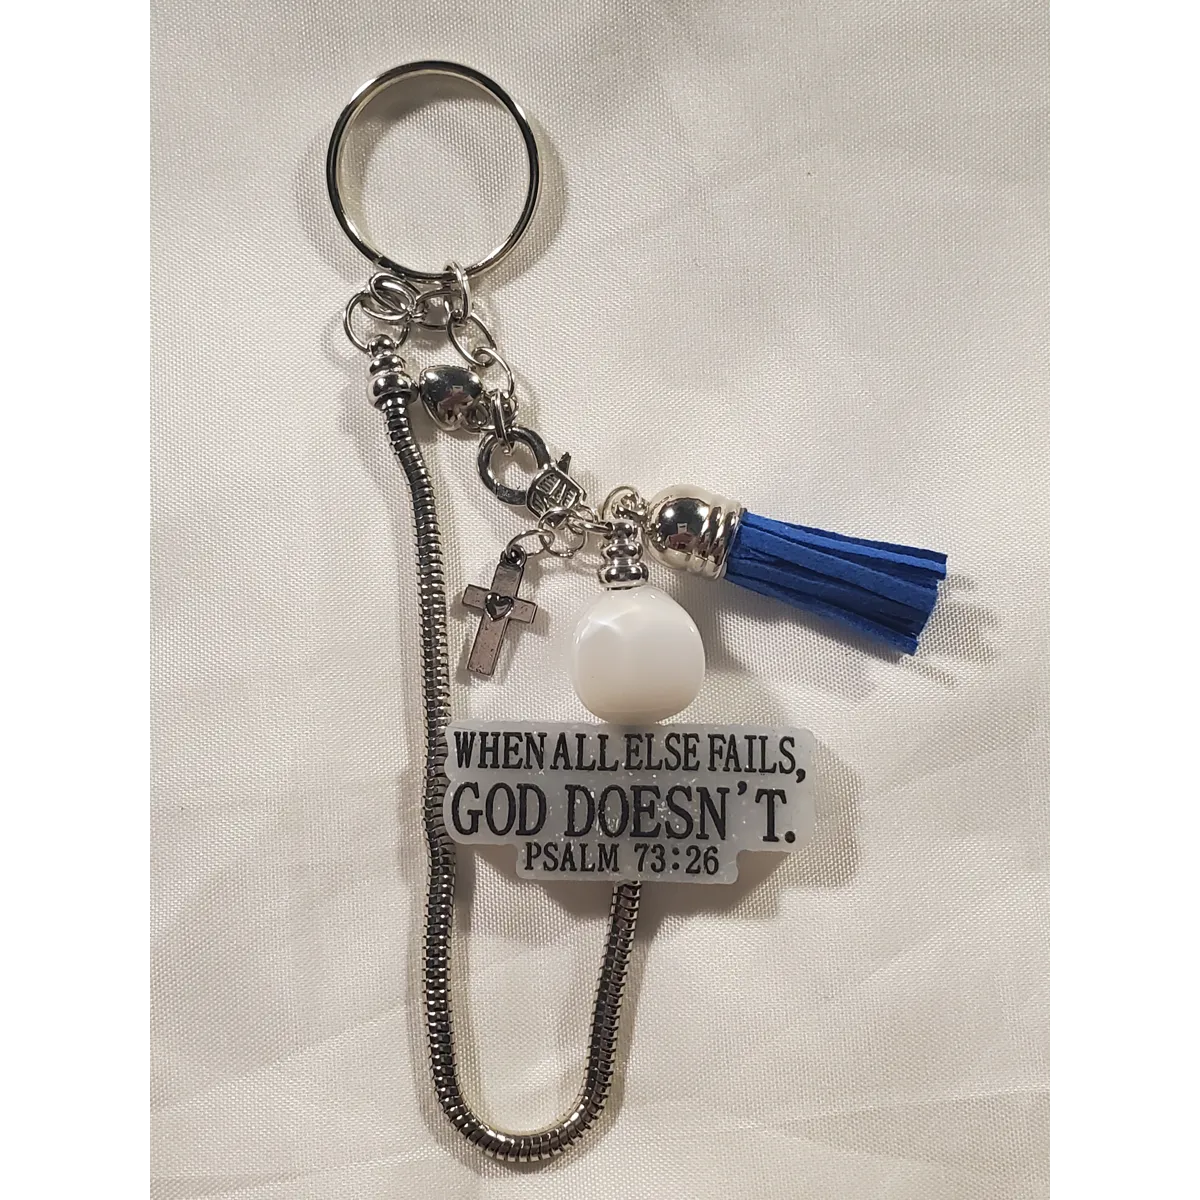 WHEN ALL ELSE FAILS,
GOD DOESN'T.
PSALM 73:26